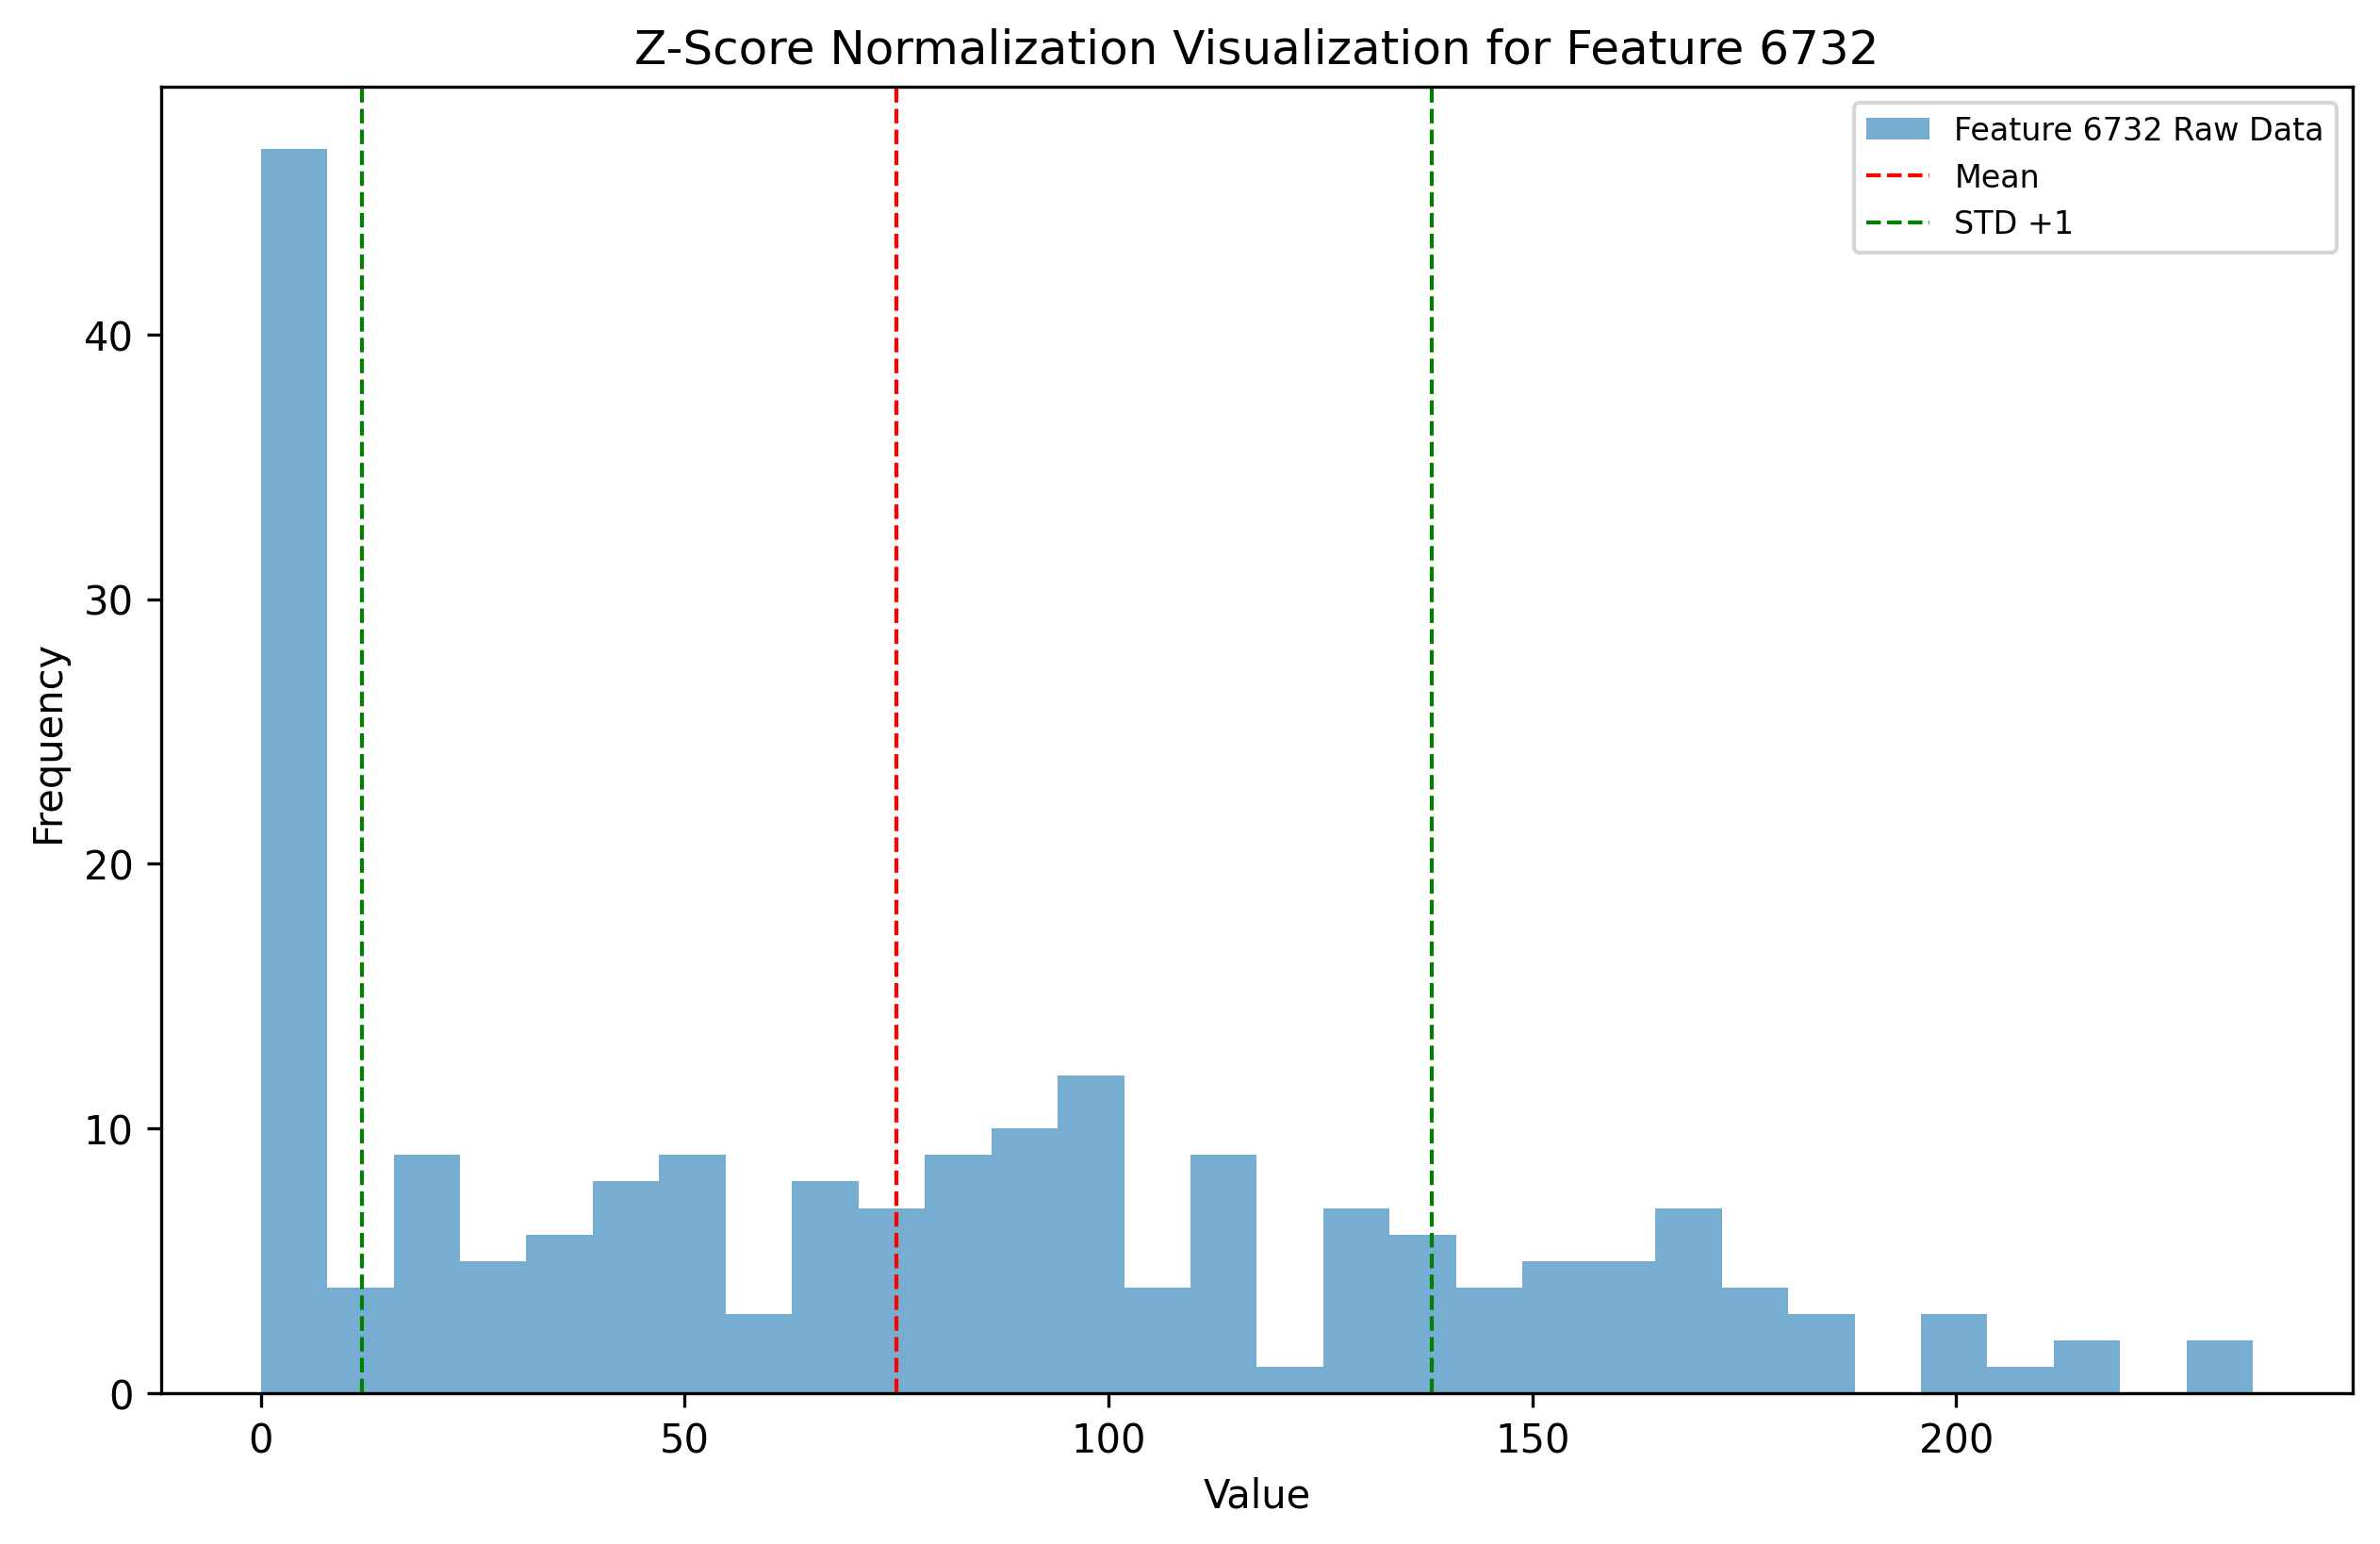 Z-Score Normalization Visualization for Feature 6732
Feature 6732 Raw Data
Mean
STD +1
Frequency
40
30
20
10
0
0 50 100 150 200
Value